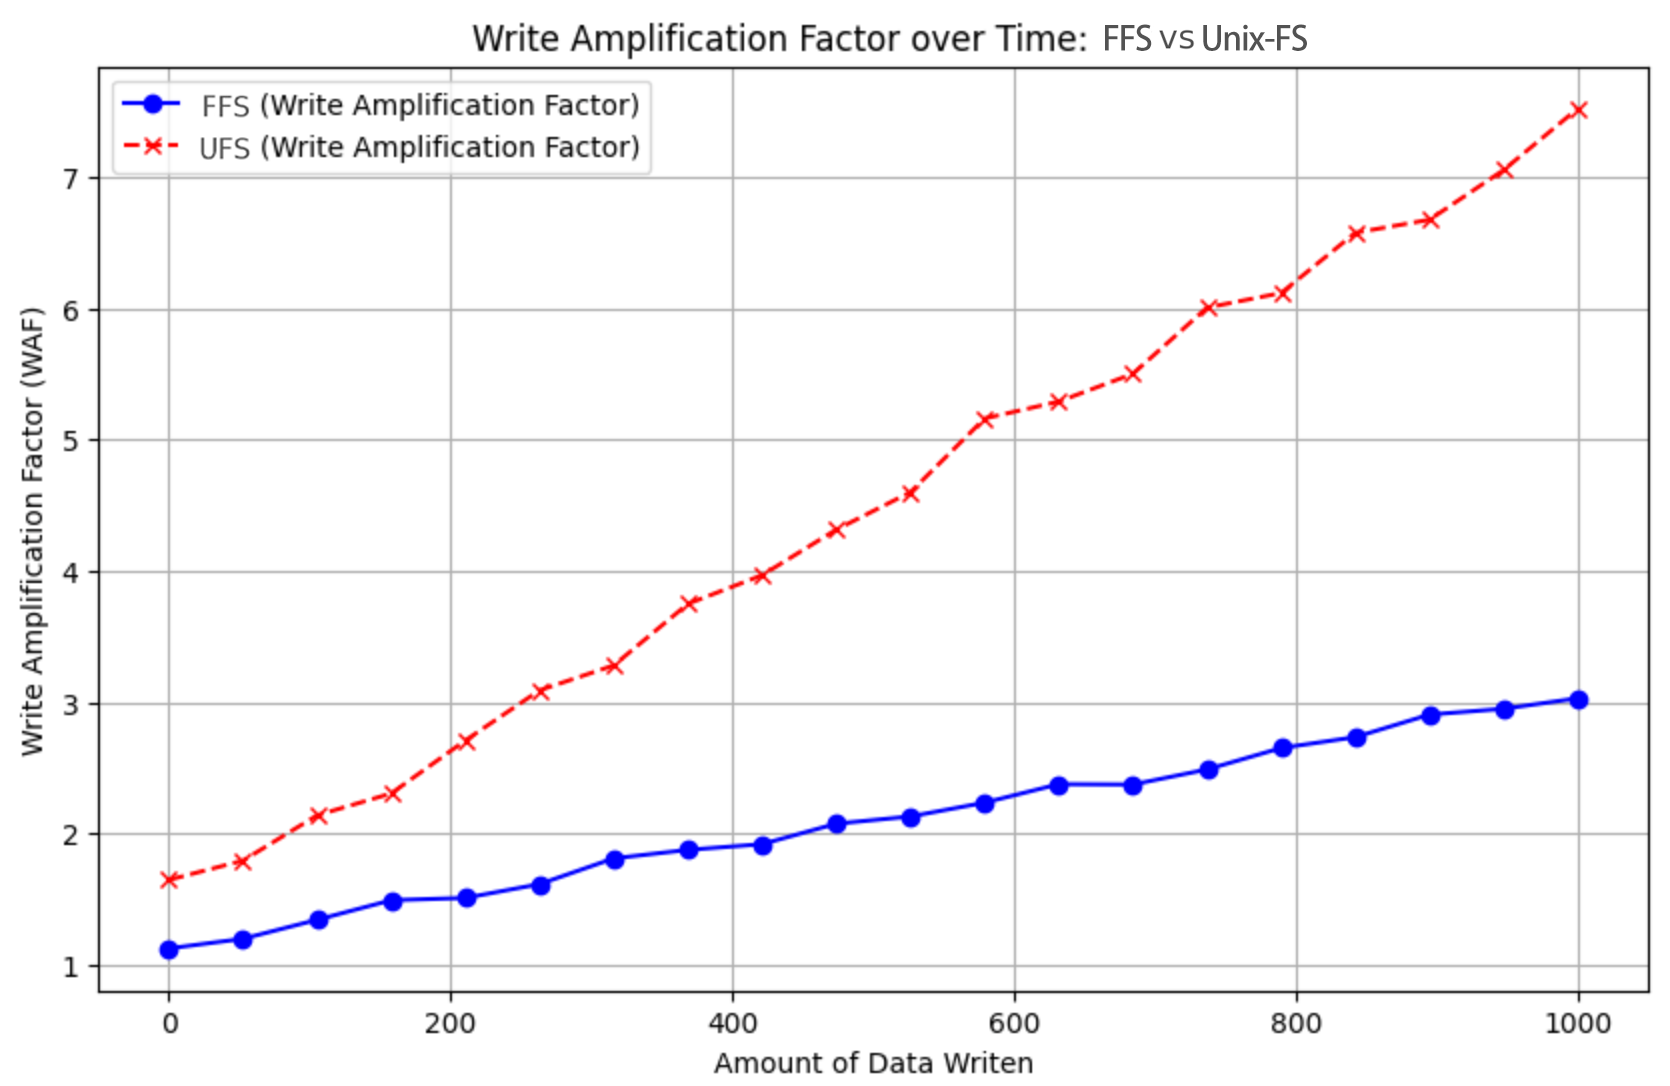 Write Amplification Factor over Time: FFS vs Unix-FS
FFS (Write Amplification Factor)
UFS (Write Amplification Factor)
Write Amplification Factor (WAF)
7
6
5
4
3
2
1
0 200 400 600 800 1000
Amount of Data Writen